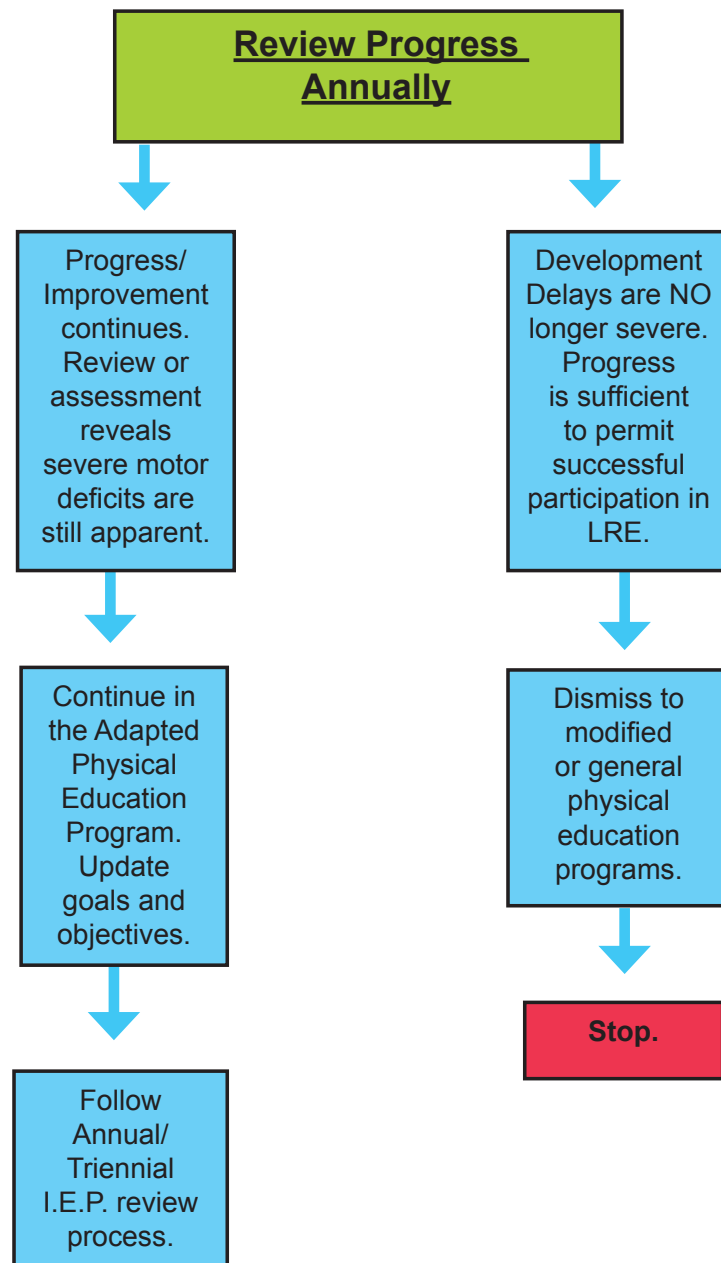 Review Progress
Annually
Progress/
Improvement
continues.
Review or
assessment
reveals
severe motor
deficits are
still apparent.
Continue in
the Adapted
Physical
Education
Program.
Update
goals and
objectives.
Follow
Annual/
Triennial
I.E.P. review
process.
Development
Delays are NO
longer severe.
Progress
is sufficient
to permit
successful
participation in
LRE.
Dismiss to
modified
or general
physical
education
programs.
Stop.